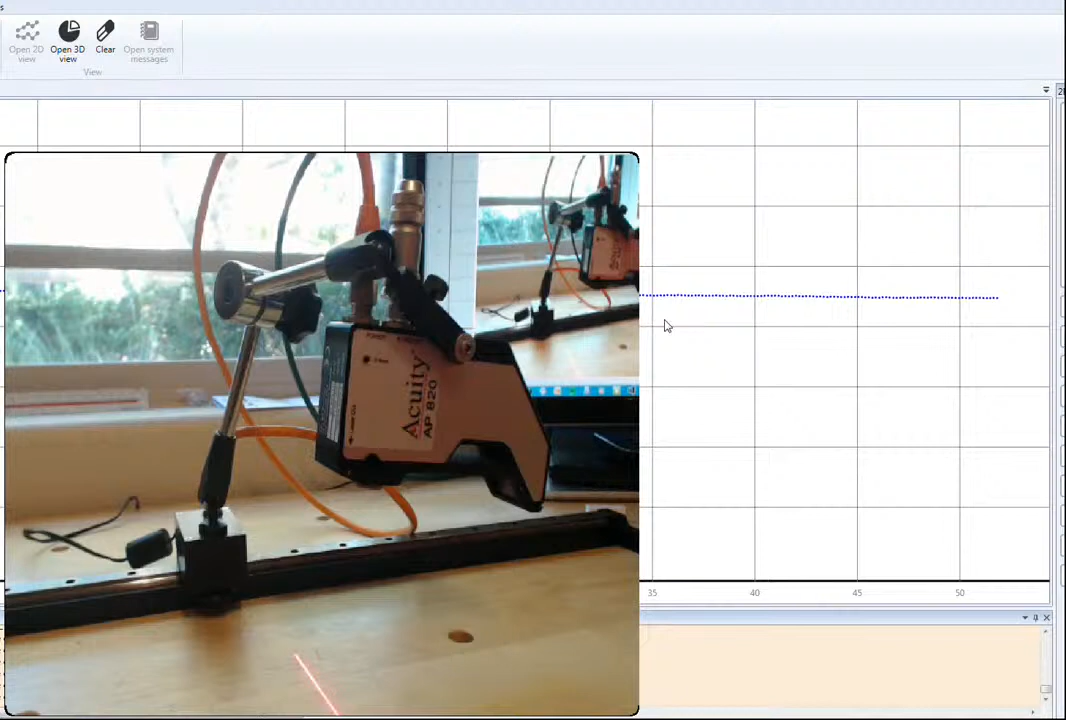 Open 2D view
Open 3D view
Clear
Open system messages
View
Acuity
AP 820
35
40
45
50